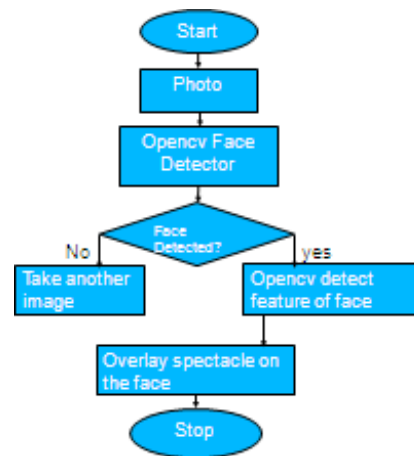 Start
Photo
Opencv Face
Detector
Face
Detected?
No
yes
Take another
image
Opencv detect
feature of face
Overlay spectacle on
the face
Stop